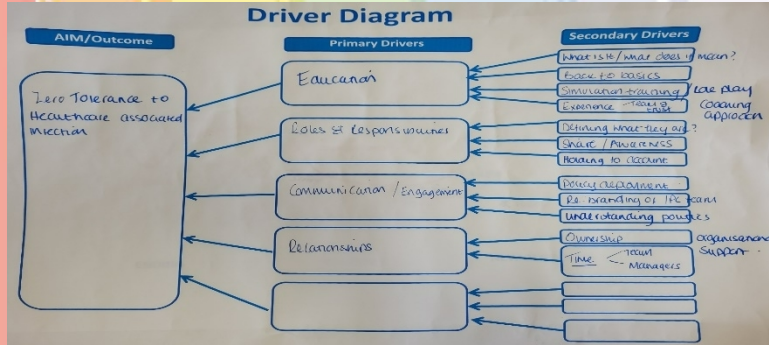 Driver Diagram
AIM/Outcome
Primary Drivers
Secondary Drivers
Zero Tolerance to
Healthcare associated
infection
Education
What is it / what does it mean?
Back to basics
Simulation training / role play
Experience - Team & trust
Coaching
approach
Roles & Responsibilities
Defining what they are?
Share / Awareness
Holding to account
Communication / Engagement
Policy deployment
Re branding of IPC team
Understanding policies
Relationships
Ownership
organisational
support.
Time < Team
Managers